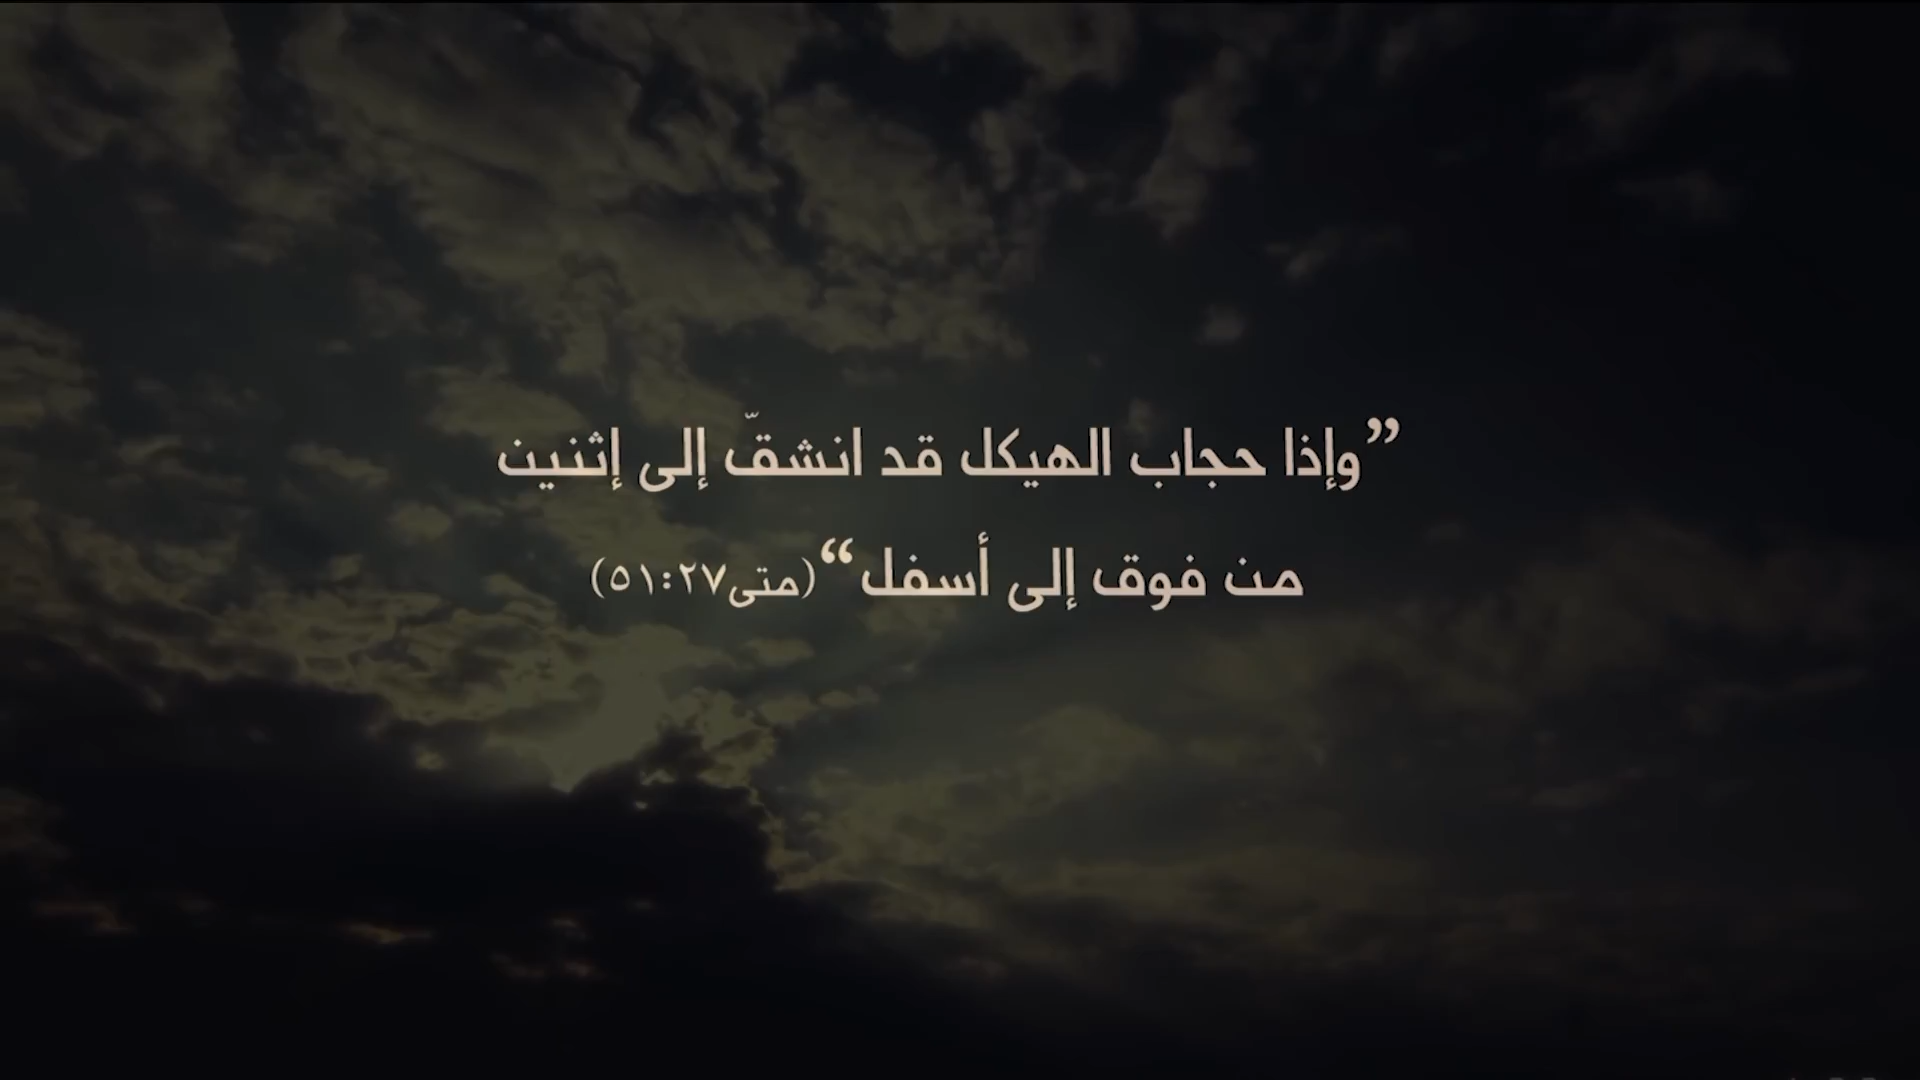 ”وإذا حجاب الهيكل قد انشقّ إلى إثنين
من فوق إلى أسفل“ (متى٢٧:٥١)